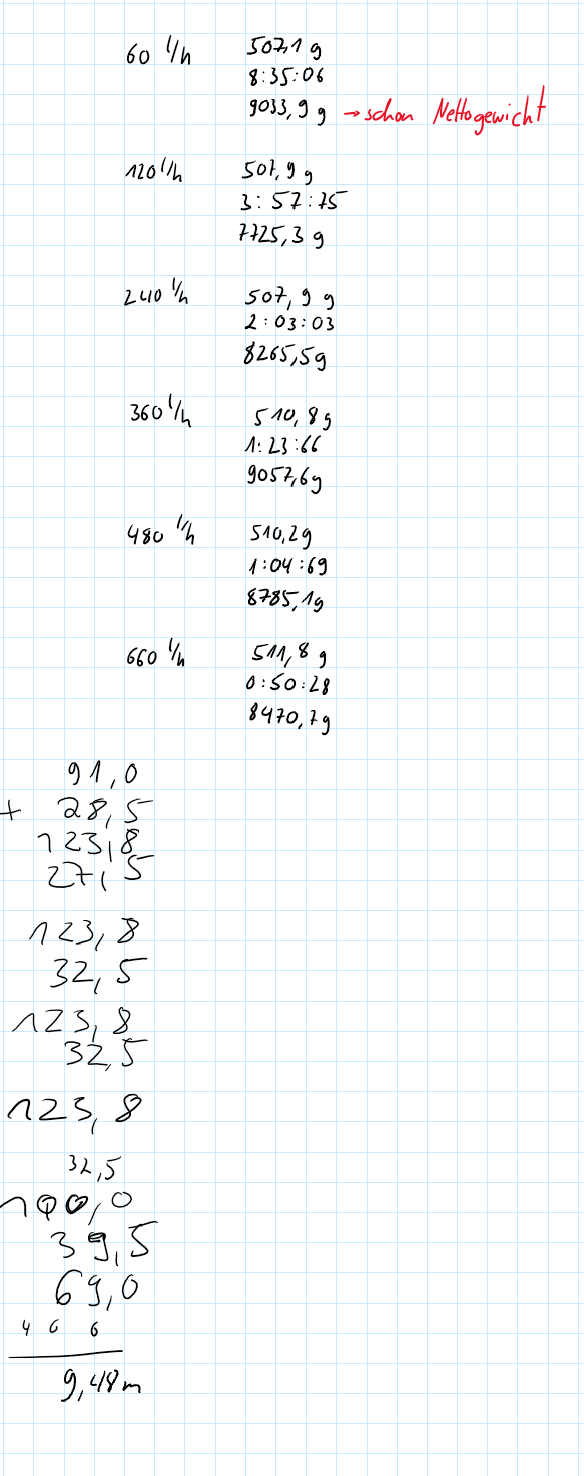 60 l/h 507,1 g
8:35:06
9033,9 g → schon Nettogewicht
120 l/h 507,9 g
3:57:75
7725,3 g
240 l/h 507,9 g
2:03:03
8265,5g
360 l/h 510,8g
1:23:66
9057,6g
480 l/h 510,2g
1:04:69
8785,1g
660 l/h 511,8 g
0:50:28
8470,7g
91,0
+ 28,5
123,8
27,5
123,8
32,5
123,8
32,5
123,8
32,5
100,0
39,5
69,0
4 6 6
9,48m